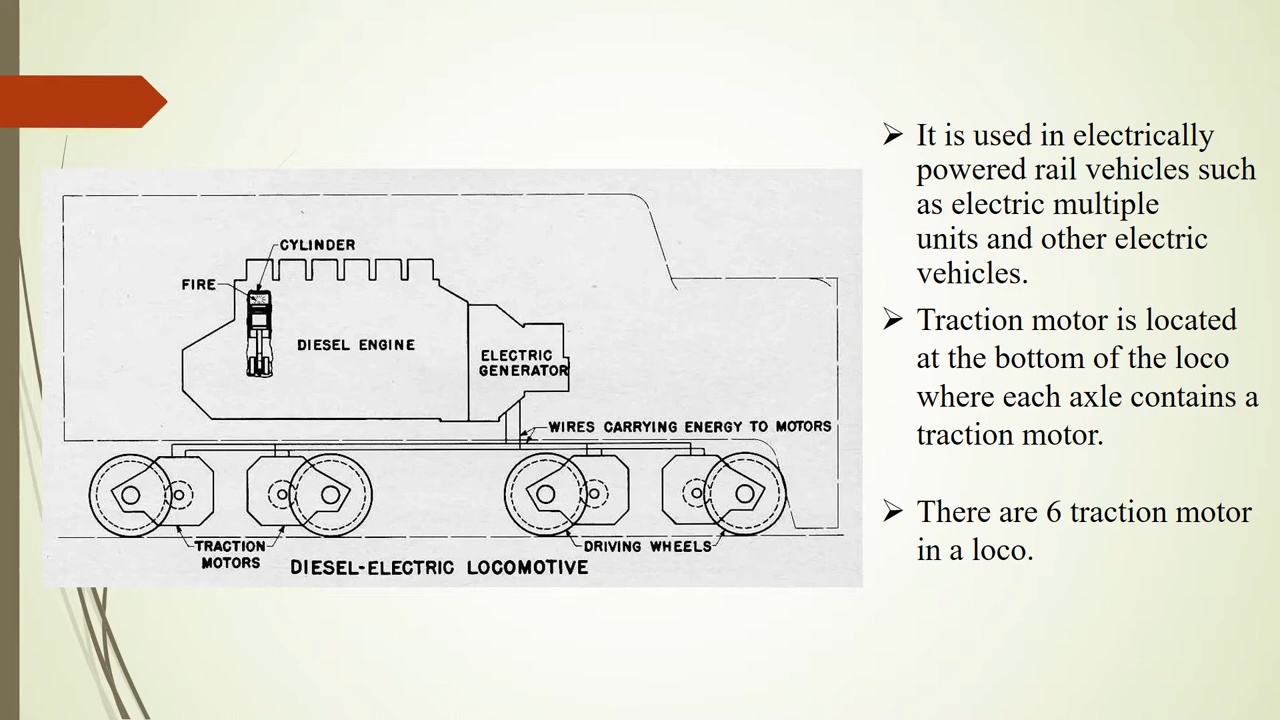 CYLINDER
FIRE
DIESEL ENGINE
ELECTRIC
GENERATOR
WIRES CARRYING ENERGY TO MOTORS
TRACTION
MOTORS
DRIVING WHEELS
DIESEL-ELECTRIC LOCOMOTIVE
It is used in electrically
powered rail vehicles such
as electric multiple
units and other electric
vehicles.
Traction motor is located
at the bottom of the loco
where each axle contains a
traction motor.
There are 6 traction motor
in a loco.